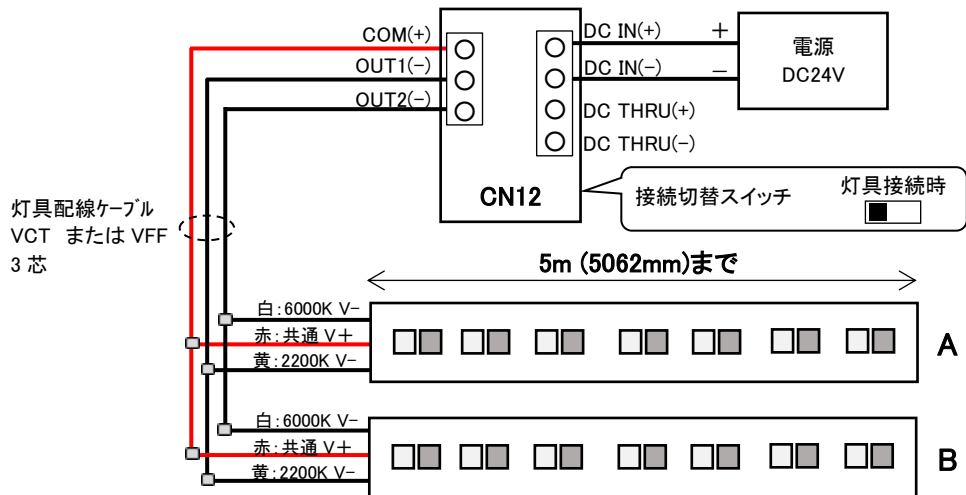 COM(+)
OUT1(-)
OUT2(-)
DC IN(+)
DC IN(-)
DC THRU(+)
DC THRU(-)
CN12
+
-
電源
DC24V
接続切替スイッチ
灯具接続時
灯具配線ケーブル
VCT または VFF
3 芯
5m (5062mm)まで
白:6000K V-
赤:共通 V+
黄:2200K V-
A
白:6000K V-
赤:共通 V+
黄:2200K V-
B